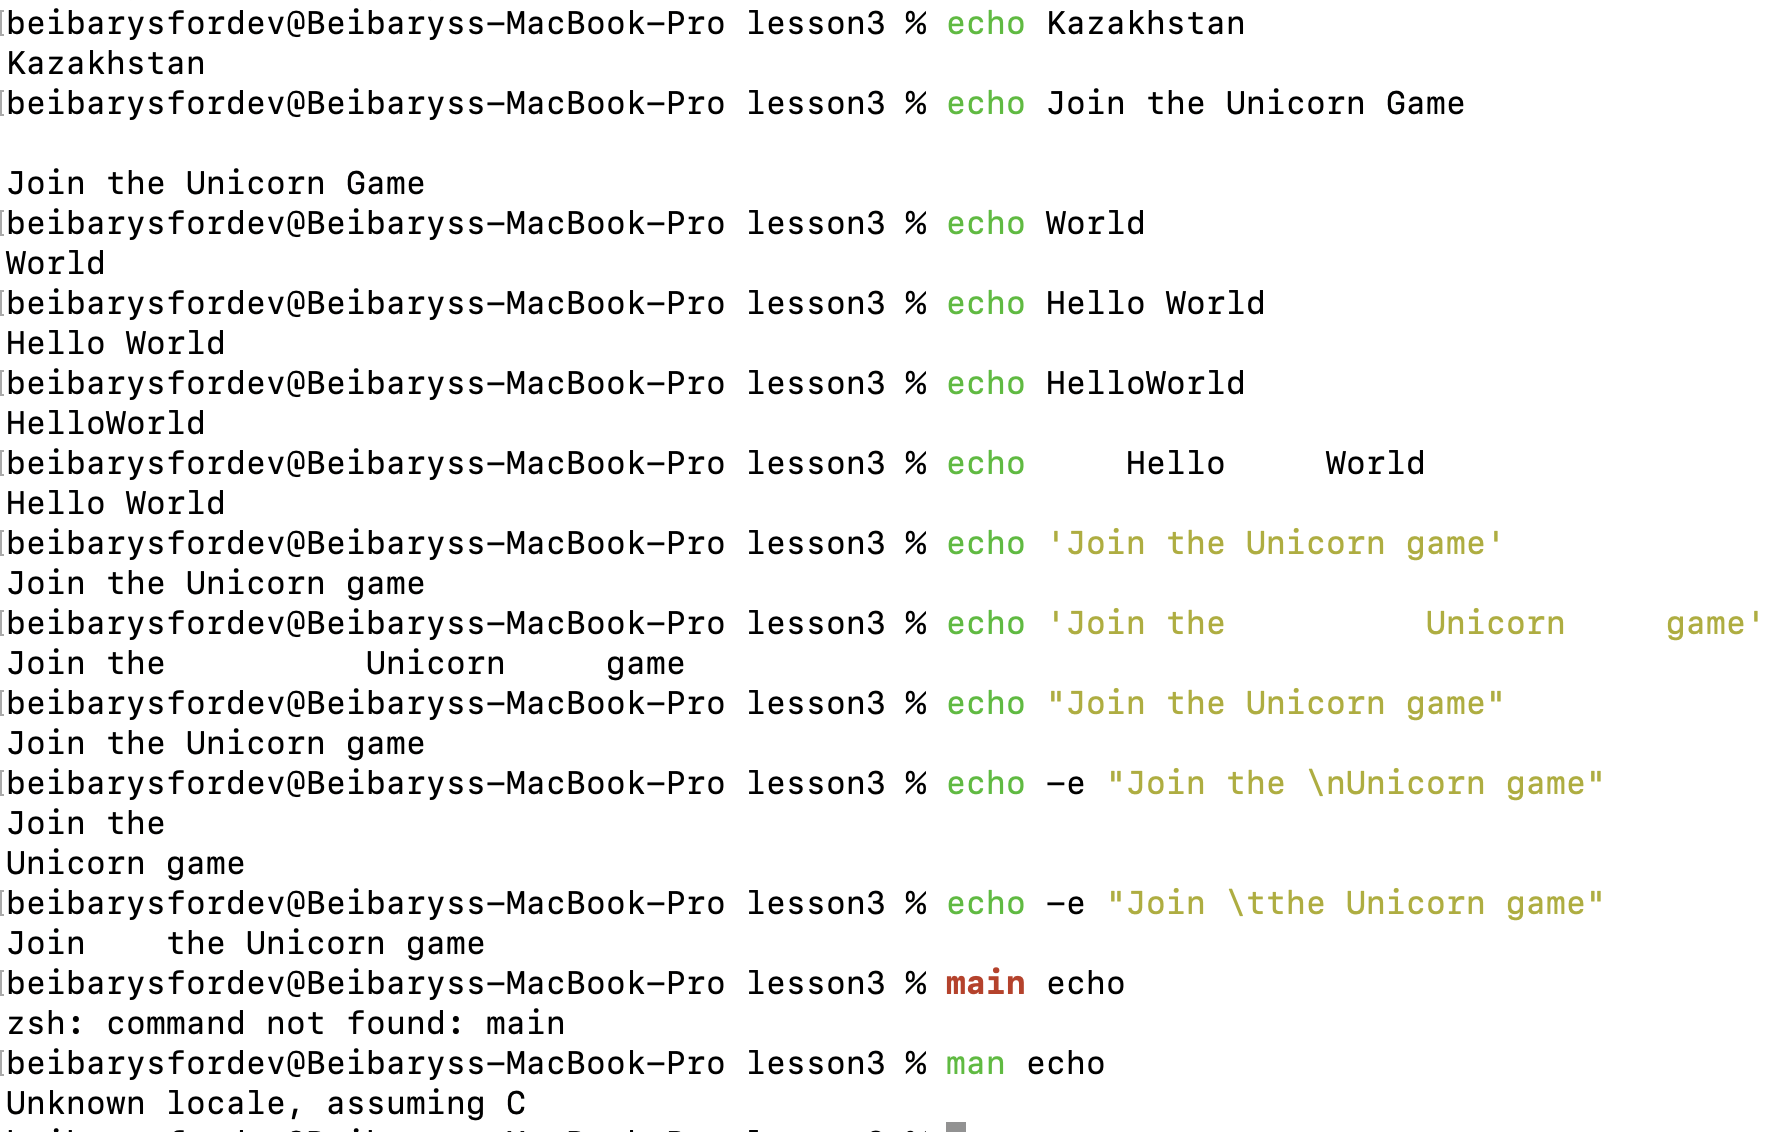 beibarysfordev@Beibaryss-MacBook-Pro lesson3 % echo Kazakhstan
Kazakhstan
beibarysfordev@Beibaryss-MacBook-Pro lesson3 % echo Join the Unicorn Game
Join the Unicorn Game
beibarysfordev@Beibaryss-MacBook-Pro lesson3 % echo World
World
beibarysfordev@Beibaryss-MacBook-Pro lesson3 % echo Hello World
Hello World
beibarysfordev@Beibaryss-MacBook-Pro lesson3 % echo HelloWorld
HelloWorld
beibarysfordev@Beibaryss-MacBook-Pro lesson3 % echo     Hello     World
Hello World
beibarysfordev@Beibaryss-MacBook-Pro lesson3 % echo 'Join the Unicorn game'
Join the Unicorn game
beibarysfordev@Beibaryss-MacBook-Pro lesson3 % echo 'Join the          Unicorn     game'
Join the          Unicorn     game
beibarysfordev@Beibaryss-MacBook-Pro lesson3 % echo "Join the Unicorn game"
Join the Unicorn game
beibarysfordev@Beibaryss-MacBook-Pro lesson3 % echo -e "Join the \nUnicorn game"
Join the
Unicorn game
beibarysfordev@Beibaryss-MacBook-Pro lesson3 % echo -e "Join \tthe Unicorn game"
Join    the Unicorn game
beibarysfordev@Beibaryss-MacBook-Pro lesson3 % main echo
zsh: command not found: main
beibarysfordev@Beibaryss-MacBook-Pro lesson3 % man echo
Unknown locale, assuming C